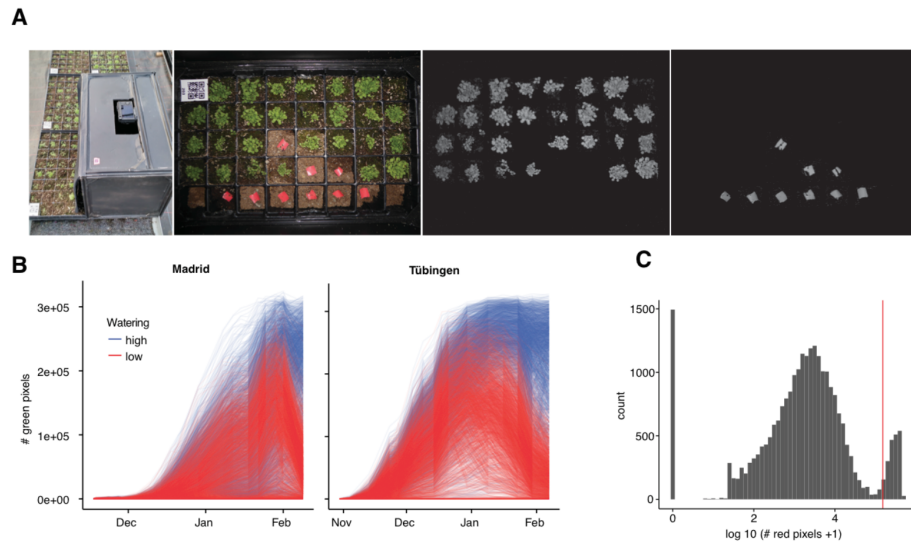 A
B
Madrid
Tübingen
3e+05
2e+05
1e+05
0e+00
# green pixels
Watering
high
low
Dec
Jan
Feb
Nov
Dec
Jan
Feb
C
1500
1000
500
0
count
0
2
4
log 10 (# red pixels +1)